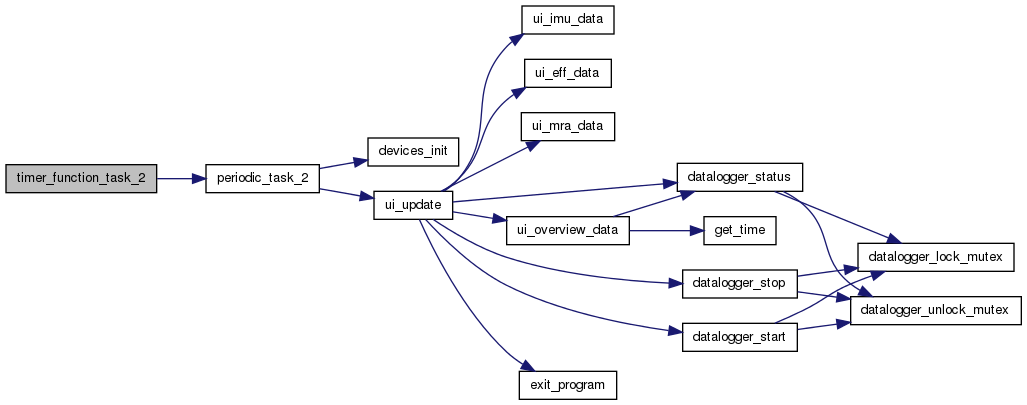 timer_function_task_2
periodic_task_2
devices_init
ui_update
ui_imu_data
ui_eff_data
ui_mra_data
datalogger_status
ui_overview_data
get_time
datalogger_stop
datalogger_start
exit_program
datalogger_lock_mutex
datalogger_unlock_mutex